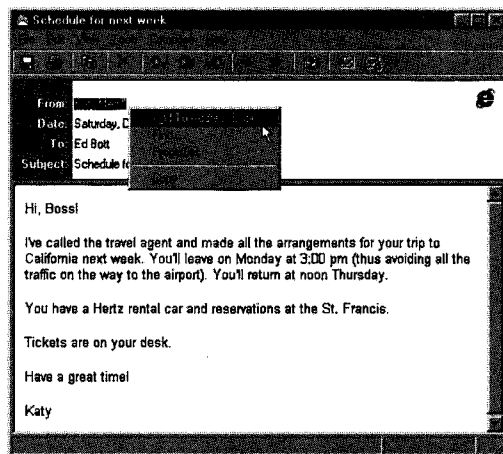 Schedule for next week
From:
Date: Saturday, D
To: Ed Bott
Subject: Schedule fo
Hi, Boss!
I've called the travel agent and made all the arrangements for your trip to
California next week. You'll leave on Monday at 3:00 pm (thus avoiding all the
traffic on the way to the airport). You'll return at noon Thursday.
You have a Hertz rental car and reservations at the St. Francis.
Tickets are on your desk.
Have a great time!
Katy